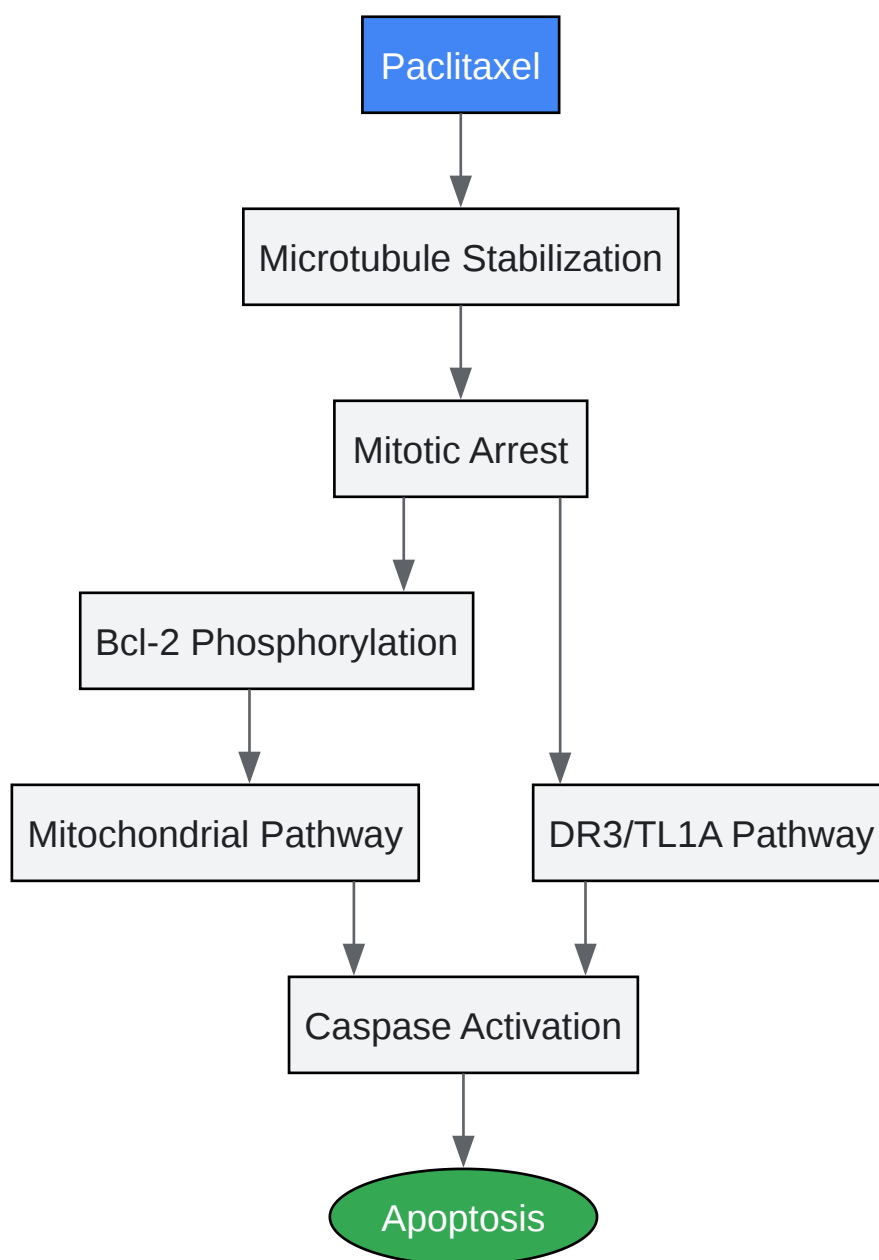 Paclitaxel
Microtubule Stabilization
Mitotic Arrest
Bcl-2 Phosphorylation
Mitochondrial Pathway
DR3/TL1A Pathway
Caspase Activation
Apoptosis